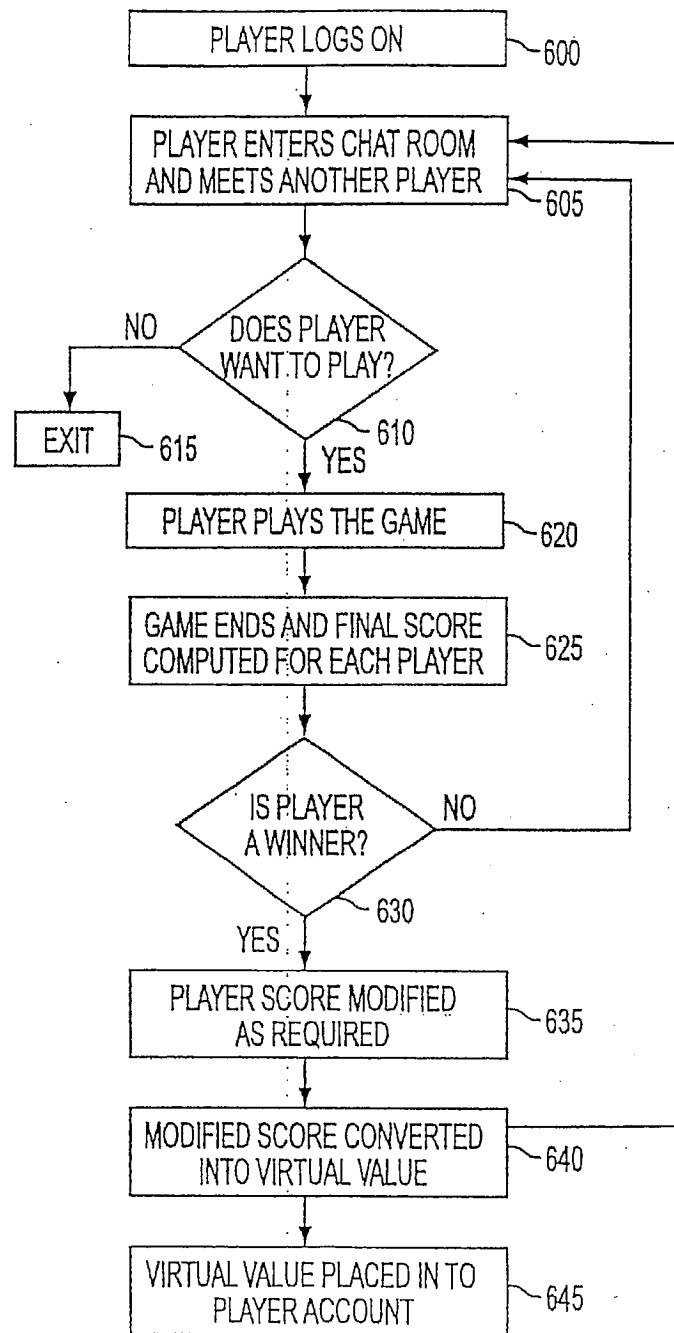 PLAYER LOGS ON
600
PLAYER ENTERS CHAT ROOM
AND MEETS ANOTHER PLAYER
605
DOES PLAYER
WANT TO PLAY?
610
NO
EXIT
615
YES
PLAYER PLAYS THE GAME
620
GAME ENDS AND FINAL SCORE
COMPUTED FOR EACH PLAYER
625
IS PLAYER
A WINNER?
630
NO
YES
PLAYER SCORE MODIFIED
AS REQUIRED
635
MODIFIED SCORE CONVERTED
INTO VIRTUAL VALUE
640
VIRTUAL VALUE PLACED IN TO
PLAYER ACCOUNT
645